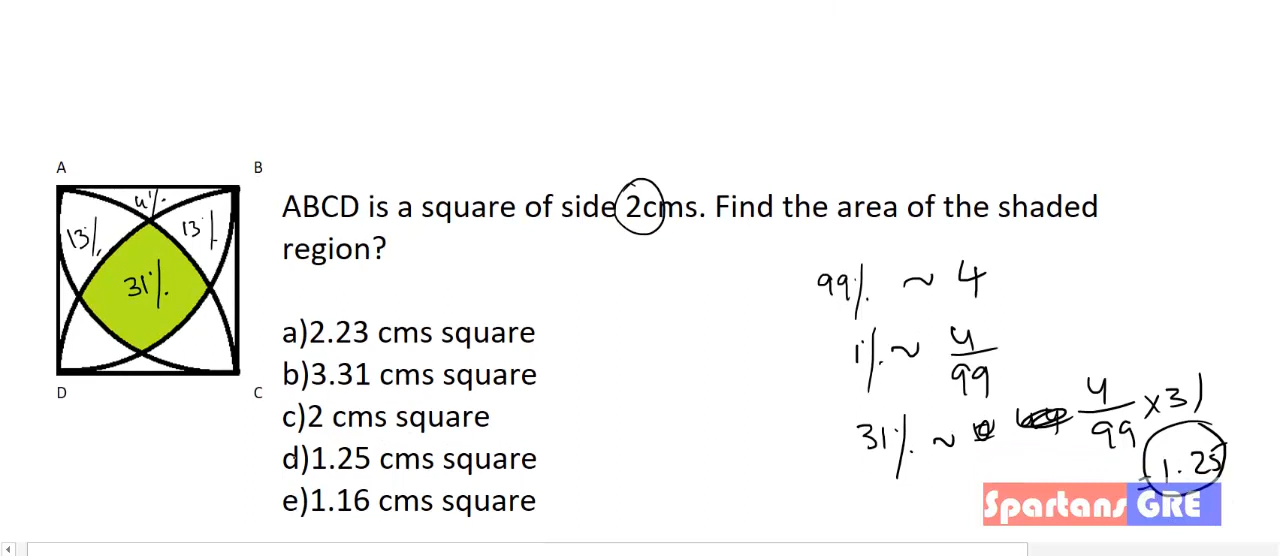 A
B
4%
13%
13%
31%
D
C
ABCD is a square of side 2cms. Find the area of the shaded
region?
a)2.23 cms square
b)3.31 cms square
c)2 cms square
d)1.25 cms square
e)1.16 cms square
99% ~ 4
1% ~ 4/99
31% ~ 4/99 x 31
= 1.25
Spartans GRE